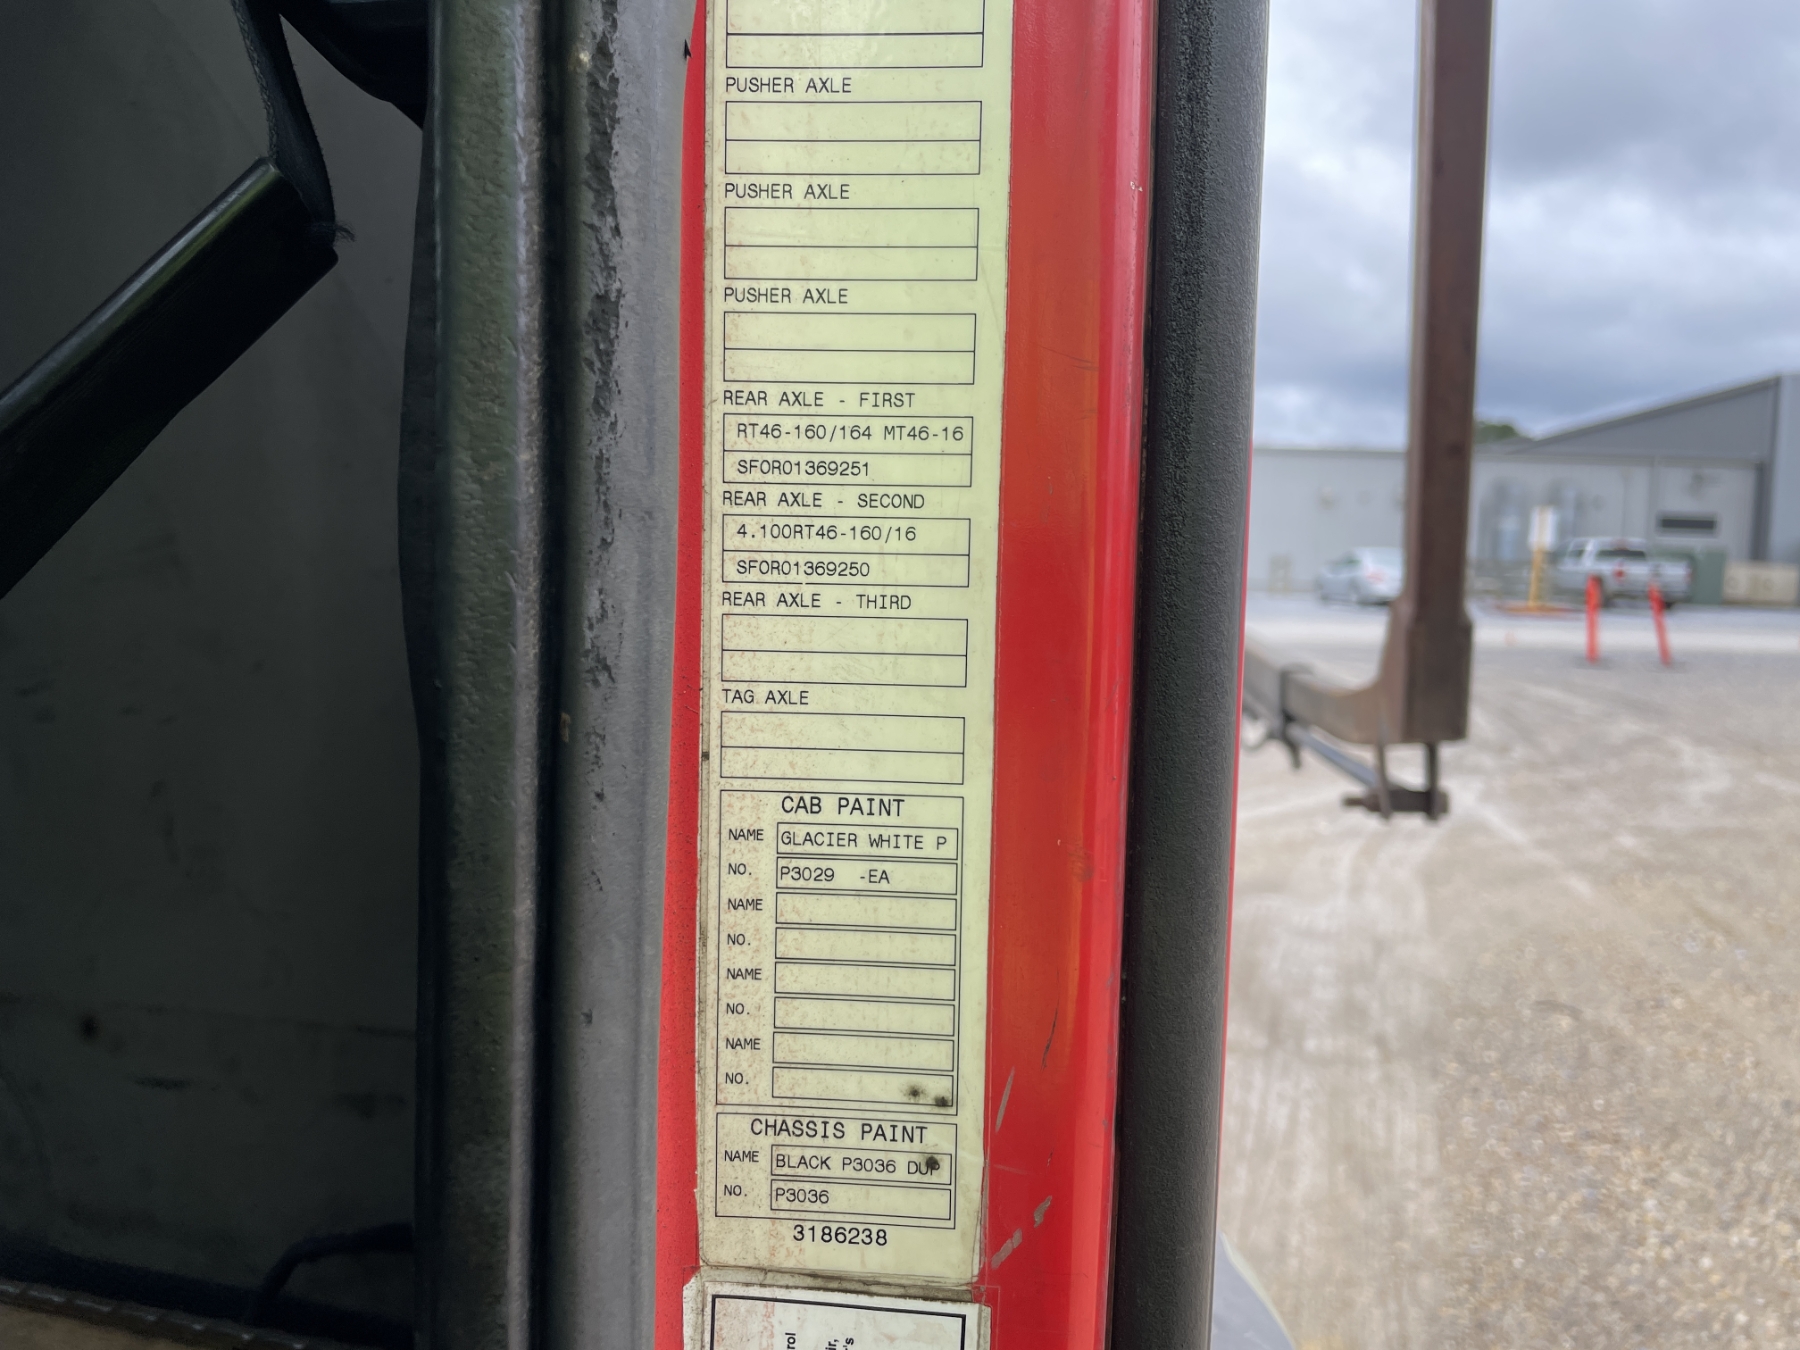 PUSHER AXLE
PUSHER AXLE
PUSHER AXLE
REAR AXLE - FIRST
RT46-160/164 MT46-16
SFOR01369251
REAR AXLE - SECOND
4.100RT46-160/16
SFOR01369250
REAR AXLE - THIRD
TAG AXLE
CAB PAINT
NAME GLACIER WHITE P
NO. P3029 -EA
NAME
NO.
NAME
NO.
NAME
NO.
CHASSIS PAINT
NAME BLACK P3036 DUP
NO. P3036
3186238